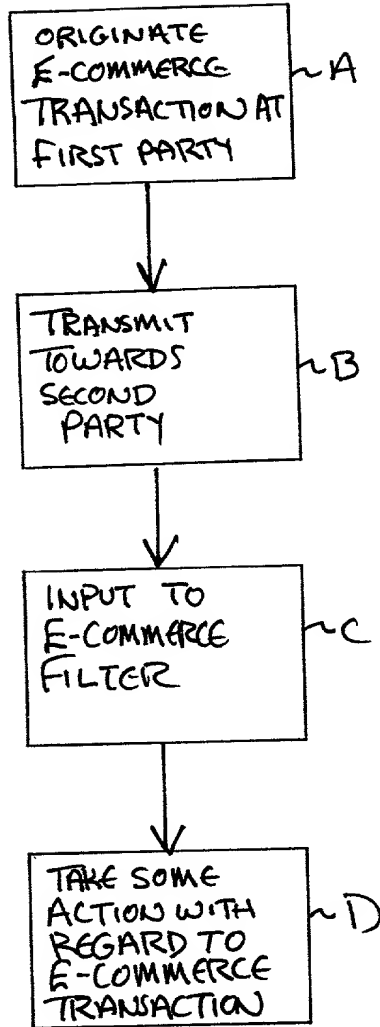 ORIGINATE
E-COMMERCE
TRANSACTION AT
FIRST PARTY
A
TRANSMIT
TOWARDS
SECOND
PARTY
B
INPUT TO
E-COMMERCE
FILTER
C
TAKE SOME
ACTION WITH
REGARD TO
E-COMMERCE
TRANSACTION
D